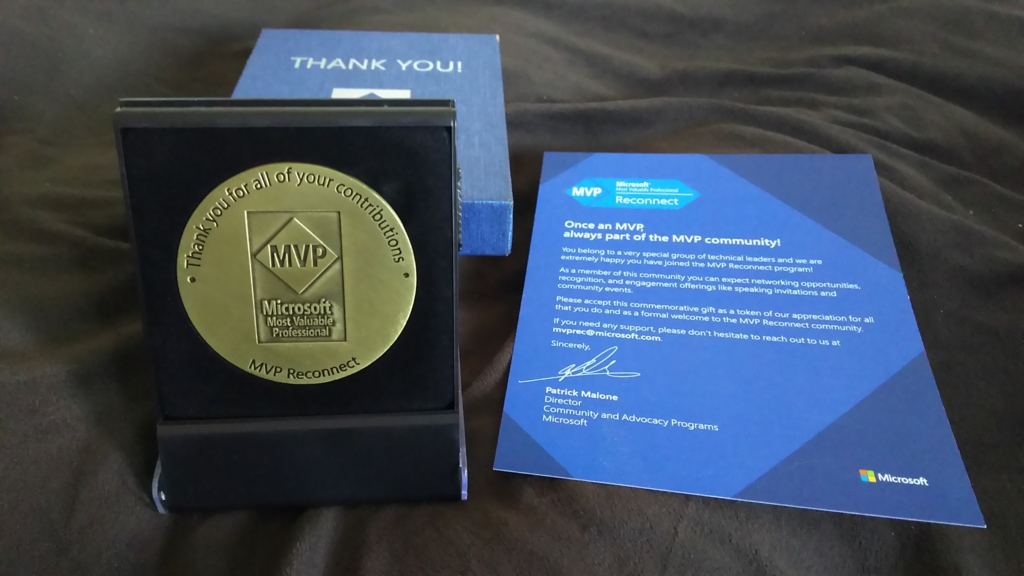 THANK YOU!
Thank you for all of your contributions
MVP
Microsoft
Most Valuable
Professional
MVP Reconnect
MVP
Microsoft®
Most Valuable Professional
Reconnect
Once an MVP,
always part of the MVP community!
You belong to a very special group of technical leaders and we are
extremely happy you have joined the MVP Reconnect program!
As a member of this community you can expect networking opportunities,
recognition, and engagement offerings like speaking invitations and
community events.
Please accept this commemorative gift as a token of our appreciation for all
that you do and as a formal welcome to the MVP Reconnect community.
If you need any support, please don't hesitate to reach out to us at
mvprec@microsoft.com.
Sincerely,
Patrick Malone
Director
Community and Advocacy Programs
Microsoft
Microsoft